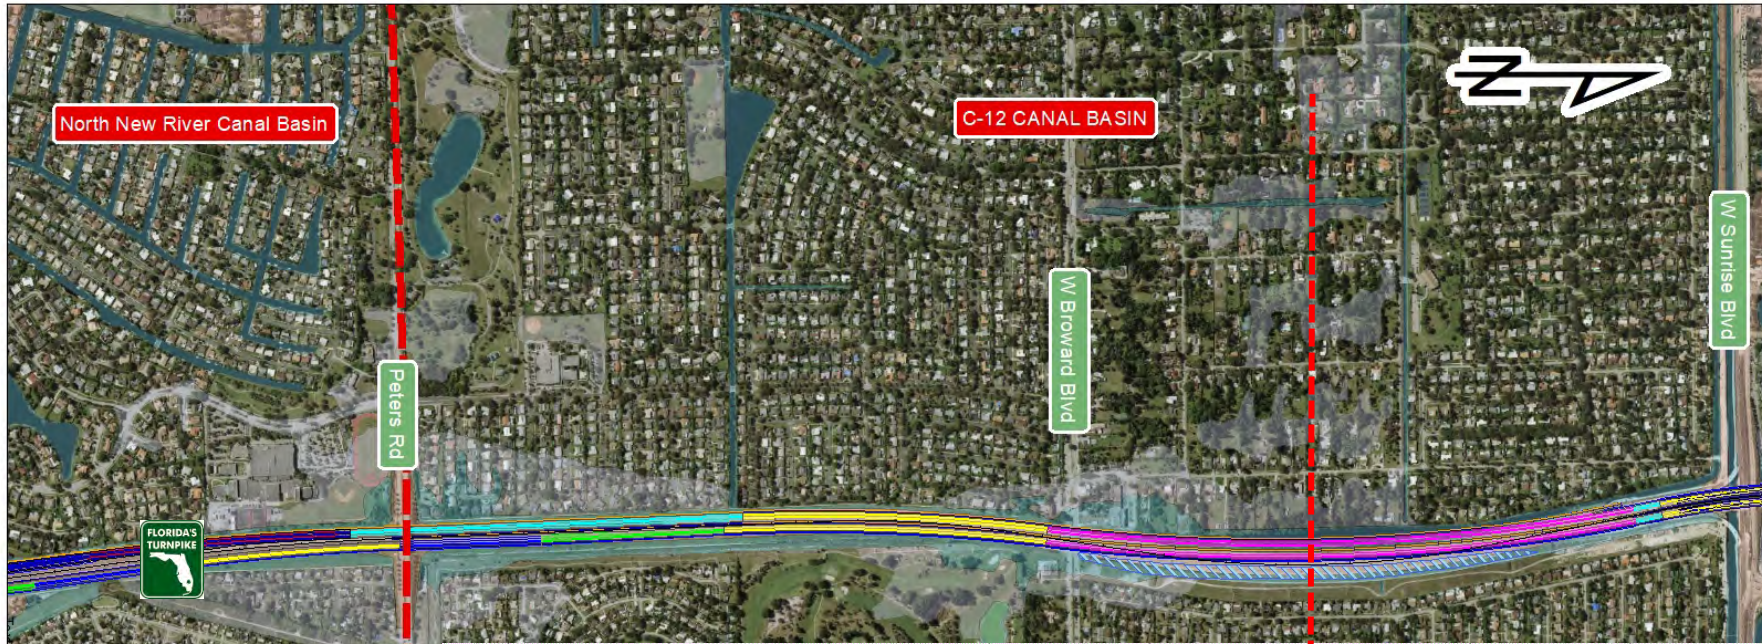 North New River Canal Basin
C-12 CANAL BASIN
N
W Sunrise Blvd
W Broward Blvd
Peters Rd
FLORIDA'S
TURNPIKE